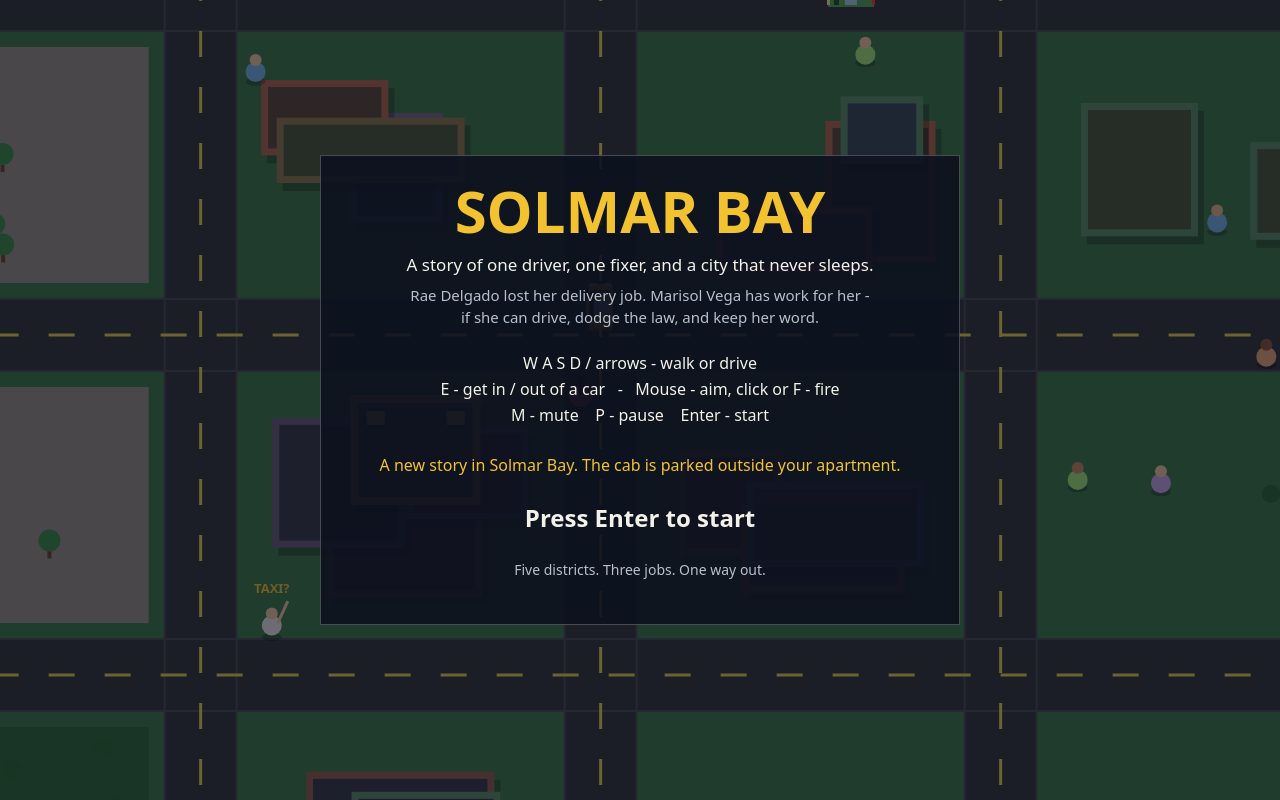 SOLMAR BAY
A story of one driver, one fixer, and a city that never sleeps.
Rae Delgado lost her delivery job. Marisol Vega has work for her -
if she can drive, dodge the law, and keep her word.
W A S D / arrows - walk or drive
E - get in / out of a car - Mouse - aim, click or F - fire
M - mute P - pause Enter - start
A new story in Solmar Bay. The cab is parked outside your apartment.
Press Enter to start
Five districts. Three jobs. One way out.
TAXI?